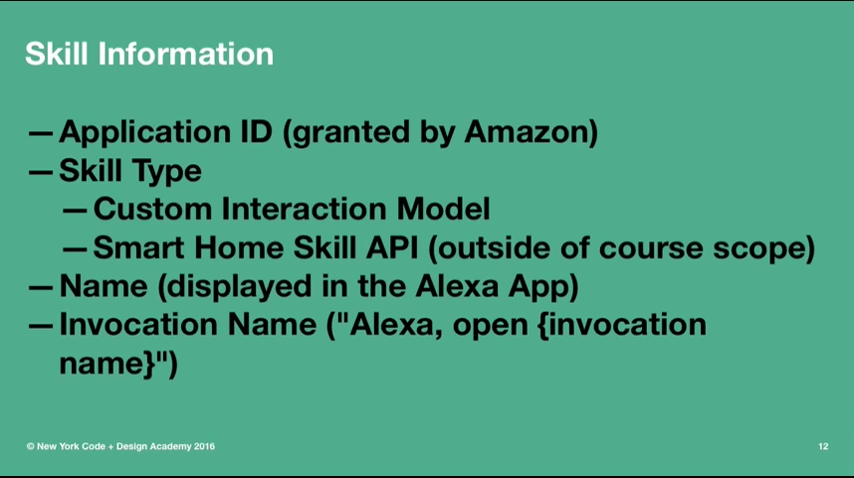 Skill Information
— Application ID (granted by Amazon)
— Skill Type
— Custom Interaction Model
— Smart Home Skill API (outside of course scope)
— Name (displayed in the Alexa App)
— Invocation Name ("Alexa, open {invocation
name}")
© New York Code + Design Academy 2016
12